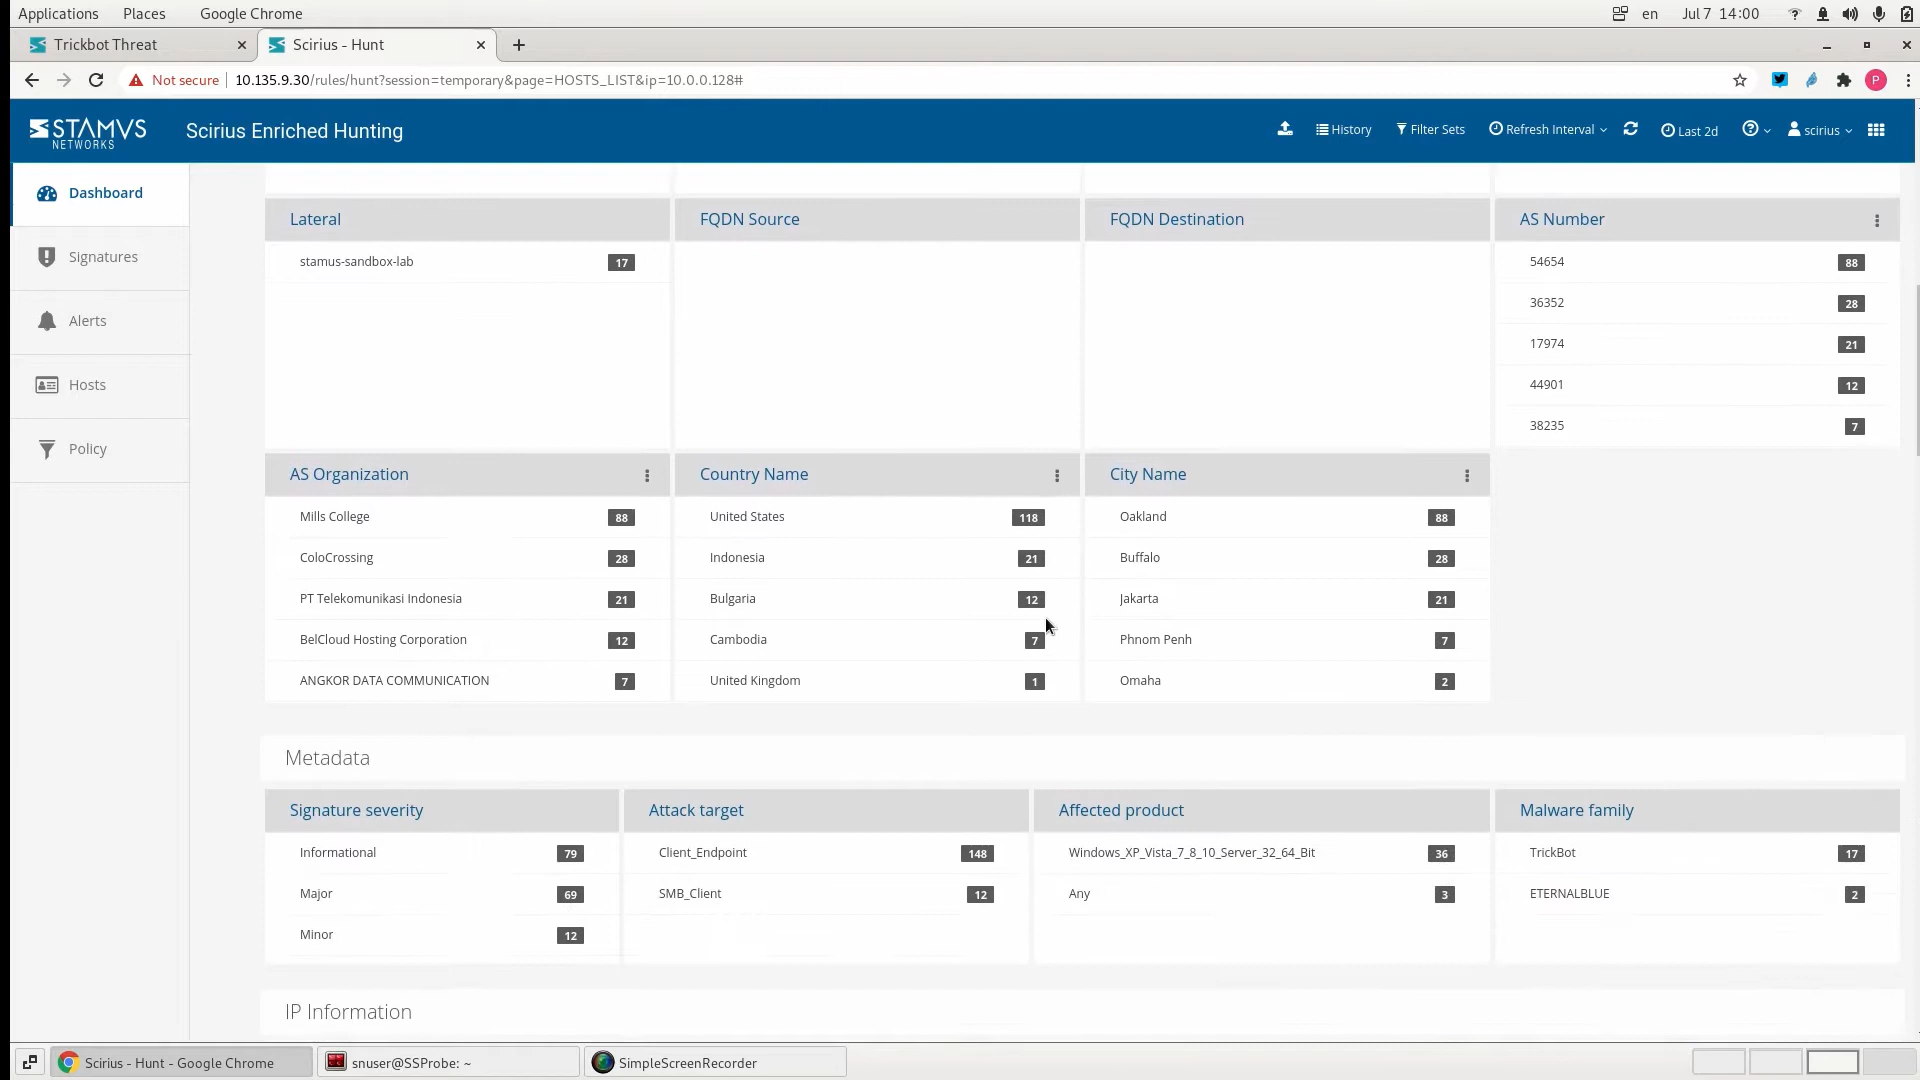 Applications Places Google Chrome en Jul 7 14:00
Trickbot Threat
Scirius - Hunt
Not secure 10.135.9.30/rules/hunt?session=temporary&page=HOSTS_LIST&ip=10.0.0.128#
P
STAMVS NETWORKS
Scirius Enriched Hunting
History Filter Sets Refresh Interval Last 2d scirius
Dashboard
Signatures
Alerts
Hosts
Policy
Lateral
stamus-sandbox-lab 17
FQDN Source
FQDN Destination
AS Number
54654 88
36352 28
17974 21
44901 12
38235 7
AS Organization
Mills College 88
ColoCrossing 28
PT Telekomunikasi Indonesia 21
BelCloud Hosting Corporation 12
ANGKOR DATA COMMUNICATION 7
Country Name
United States 118
Indonesia 21
Bulgaria 12
Cambodia 7
United Kingdom 1
City Name
Oakland 88
Buffalo 28
Jakarta 21
Phnom Penh 7
Omaha 2
Metadata
Signature severity
Informational 79
Major 69
Minor 12
Attack target
Client_Endpoint 148
SMB_Client 12
Affected product
Windows_XP_Vista_7_8_10_Server_32_64_Bit 36
Any 3
Malware family
TrickBot 17
ETERNALBLUE 2
IP Information
Scirius - Hunt - Google Chrome
snuser@SSProbe: ~
SimpleScreenRecorder